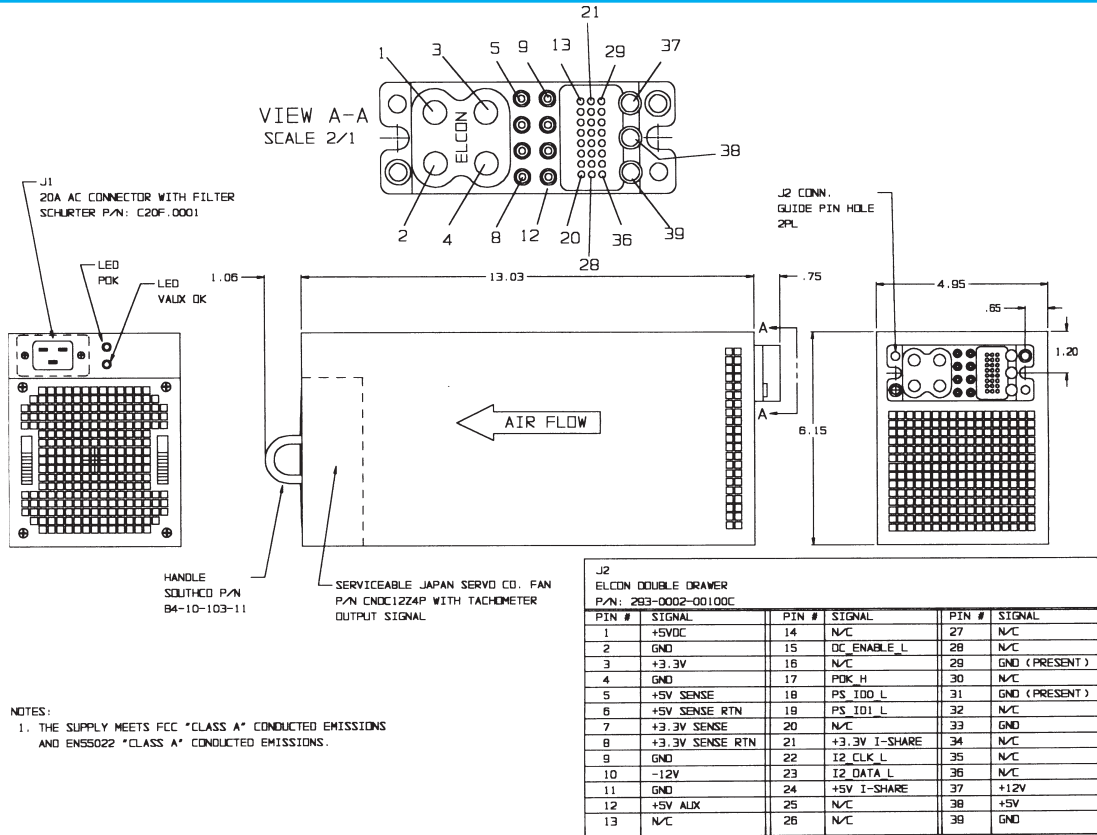 21
1
3
5
9
13
29
37
VIEW A-A
SCALE 2/1
ELCON
38
2
4
8
12
20
36
39
28
J1
20A AC CONNECTOR WITH FILTER
SCHURTER P/N: C20F.0001
LED
POK
LED
VAUX OK
J2 CONN.
GUIDE PIN HOLE
2PL
1.06
13.03
.75
4.95
.65
1.20
6.15
A
A
AIR FLOW
HANDLE
SOUTHCO P/N
B4-10-103-11
SERVICEABLE JAPAN SERVO CO. FAN
P/N CNDC12Z4P WITH TACHOMETER
OUTPUT SIGNAL
NOTES:
1. THE SUPPLY MEETS FCC "CLASS A" CONDUCTED EMISSIONS
AND EN55022 "CLASS A" CONDUCTED EMISSIONS.
J2
ELCON DOUBLE DRAWER
P/N: 293-0002-00100C
PIN # SIGNAL PIN # SIGNAL PIN # SIGNAL
1 +5VDC 14 N/C 27 N/C
2 GND 15 DC_ENABLE_L 28 N/C
3 +3.3V 16 N/C 29 GND (PRESENT)
4 GND 17 POK_H 30 N/C
5 +5V SENSE 18 PS_ID0_L 31 GND (PRESENT)
6 +5V SENSE RTN 19 PS_ID1_L 32 N/C
7 +3.3V SENSE 20 N/C 33 GND
8 +3.3V SENSE RTN 21 +3.3V I-SHARE 34 N/C
9 GND 22 I2_CLK_L 35 N/C
10 -12V 23 I2_DATA_L 36 N/C
11 GND 24 +5V I-SHARE 37 +12V
12 +5V AUX 25 N/C 38 +5V
13 N/C 26 N/C 39 GND